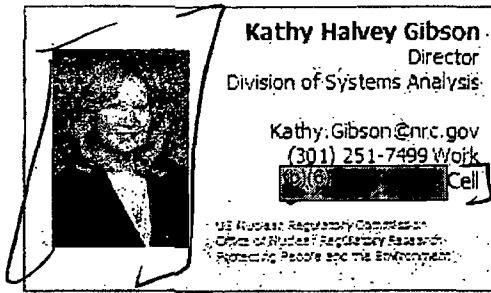 Kathy Halvey Gibson
Director
Division of Systems Analysis
Kathy.Gibson@nrc.gov
(301) 251-7499 Work
(b)(6) Cell
US Nuclear Regulatory Commission
Office of Nuclear Regulatory Research
Protecting People and the Environment